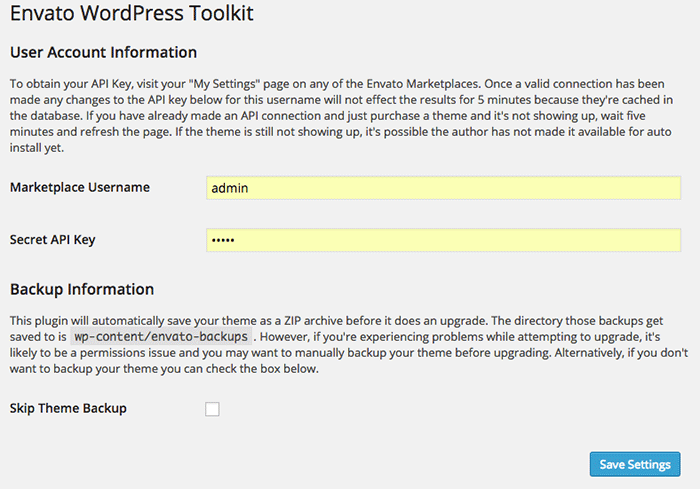 Envato WordPress Toolkit
User Account Information
To obtain your API Key, visit your "My Settings" page on any of the Envato Marketplaces. Once a valid connection has been
made any changes to the API key below for this username will not effect the results for 5 minutes because they're cached in
the database. If you have already made an API connection and just purchase a theme and it's not showing up, wait five
minutes and refresh the page. If the theme is still not showing up, it's possible the author has not made it available for auto
install yet.
Marketplace Username admin
Secret API Key •••••
Backup Information
This plugin will automatically save your theme as a ZIP archive before it does an upgrade. The directory those backups get
saved to is wp-content/envato-backups . However, if you're experiencing problems while attempting to upgrade, it's
likely to be a permissions issue and you may want to manually backup your theme before upgrading. Alternatively, if you don't
want to backup your theme you can check the box below.
Skip Theme Backup
Save Settings